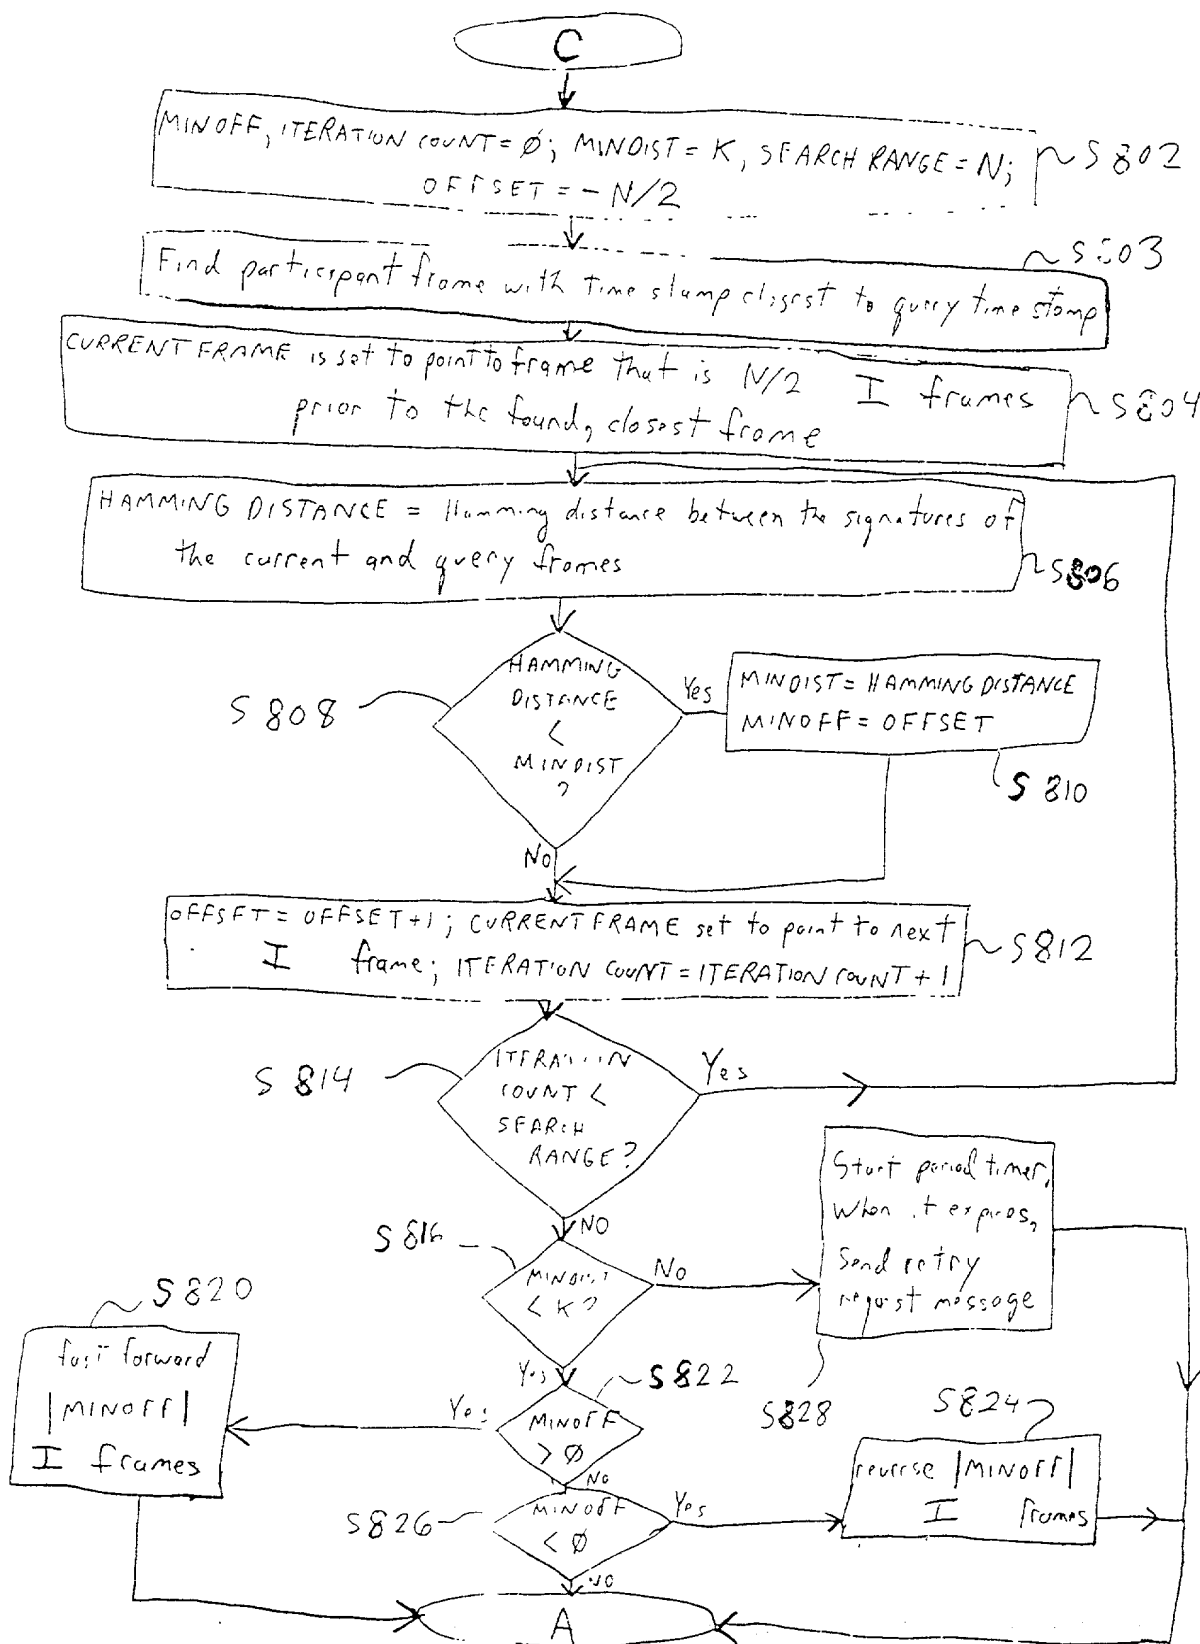 C
MINOFF, ITERATION COUNT=Ø; MINDIST=K, SEARCH RANGE=N;
OFFSET = -N/2
S802
S803
Find participant frame with time stamp closest to query time stamp
CURRENT FRAME is set to point to frame that is N/2 I frames
prior to the found, closest frame
S804
HAMMING DISTANCE = Hamming distance between the signatures of
the current and query frames
S806
HAMMING
DISTANCE
<
MINDIST
?
S808
Yes
MINDIST = HAMMING DISTANCE
MINOFF = OFFSET
S810
No
OFFSET = OFFSET+1; CURRENT FRAME set to point to next
I frame; ITERATION COUNT = ITERATION COUNT + 1
S812
ITERATION
COUNT <
SEARCH
RANGE?
S814
Yes
NO
Start period timer,
When it expires,
Send retry
request message
S828
S816
MINDIST
< K?
No
Yes
S820
fast forward
|MINOFF|
I frames
S822
MINOFF
> Ø
Yes
No
S824
reverse |MINOFF|
I frames
S826
MINOFF
< Ø
Yes
NO
A